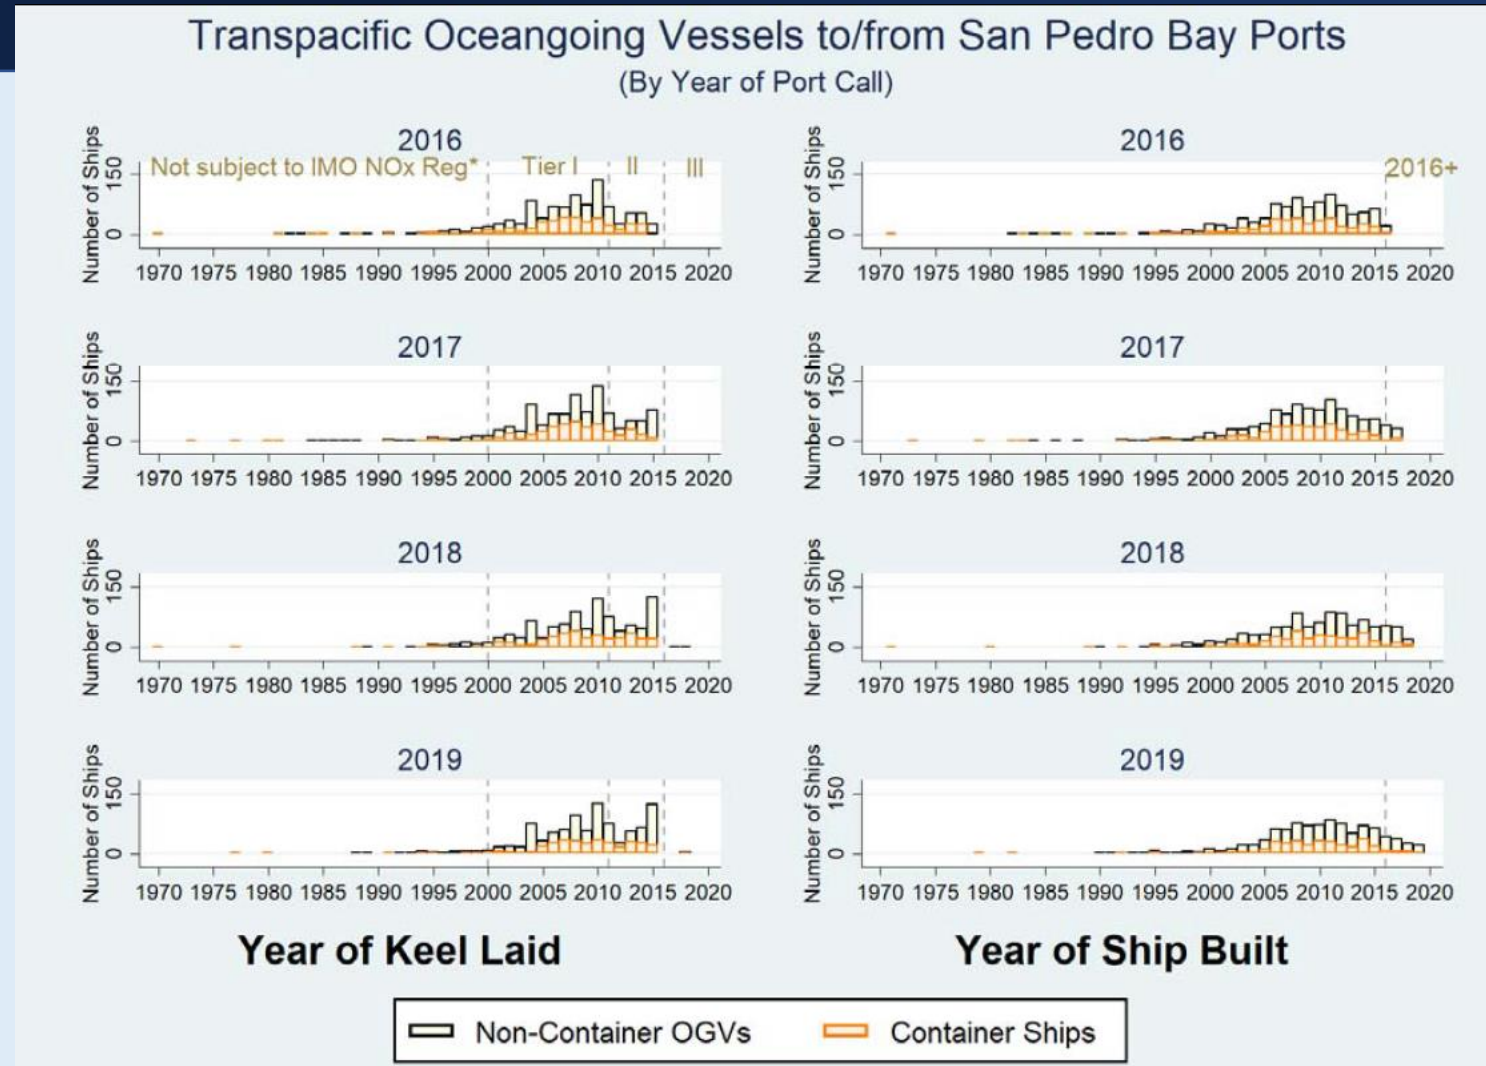 Transpacific Oceangoing Vessels to/from San Pedro Bay Ports
(By Year of Port Call)
2016
Number of Ships
150
0
Not subject to IMO NOx Reg*
Tier I
II
III
1970 1975 1980 1985 1990 1995 2000 2005 2010 2015 2020
2016
Number of Ships
150
0
2016+
1970 1975 1980 1985 1990 1995 2000 2005 2010 2015 2020
2017
Number of Ships
150
0
1970 1975 1980 1985 1990 1995 2000 2005 2010 2015 2020
2017
Number of Ships
150
0
1970 1975 1980 1985 1990 1995 2000 2005 2010 2015 2020
2018
Number of Ships
150
0
1970 1975 1980 1985 1990 1995 2000 2005 2010 2015 2020
2018
Number of Ships
150
0
1970 1975 1980 1985 1990 1995 2000 2005 2010 2015 2020
2019
Number of Ships
150
0
1970 1975 1980 1985 1990 1995 2000 2005 2010 2015 2020
2019
Number of Ships
150
0
1970 1975 1980 1985 1990 1995 2000 2005 2010 2015 2020
Year of Keel Laid
Year of Ship Built
Non-Container OGVs
Container Ships